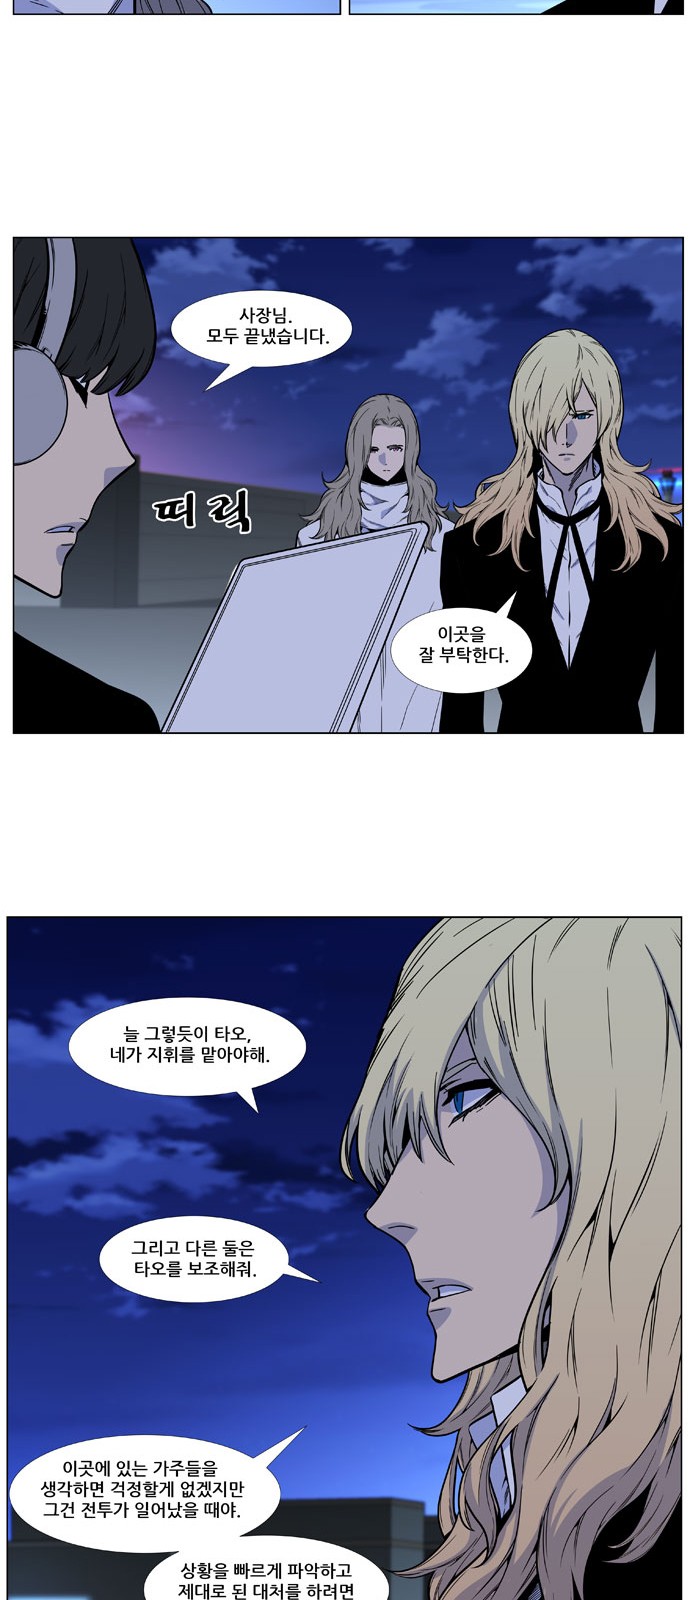 사장님.
모두 끝냈습니다.
띠릭
이곳을
잘 부탁한다.
늘 그렇듯이 타오,
네가 지휘를 맡아야해.
그리고 다른 둘은
타오를 보조해줘.
이곳에 있는 가주들을
생각하면 걱정할게 없겠지만
그건 전투가 일어났을 때야.
상황을 빠르게 파악하고
제대로 된 대처를 하려면